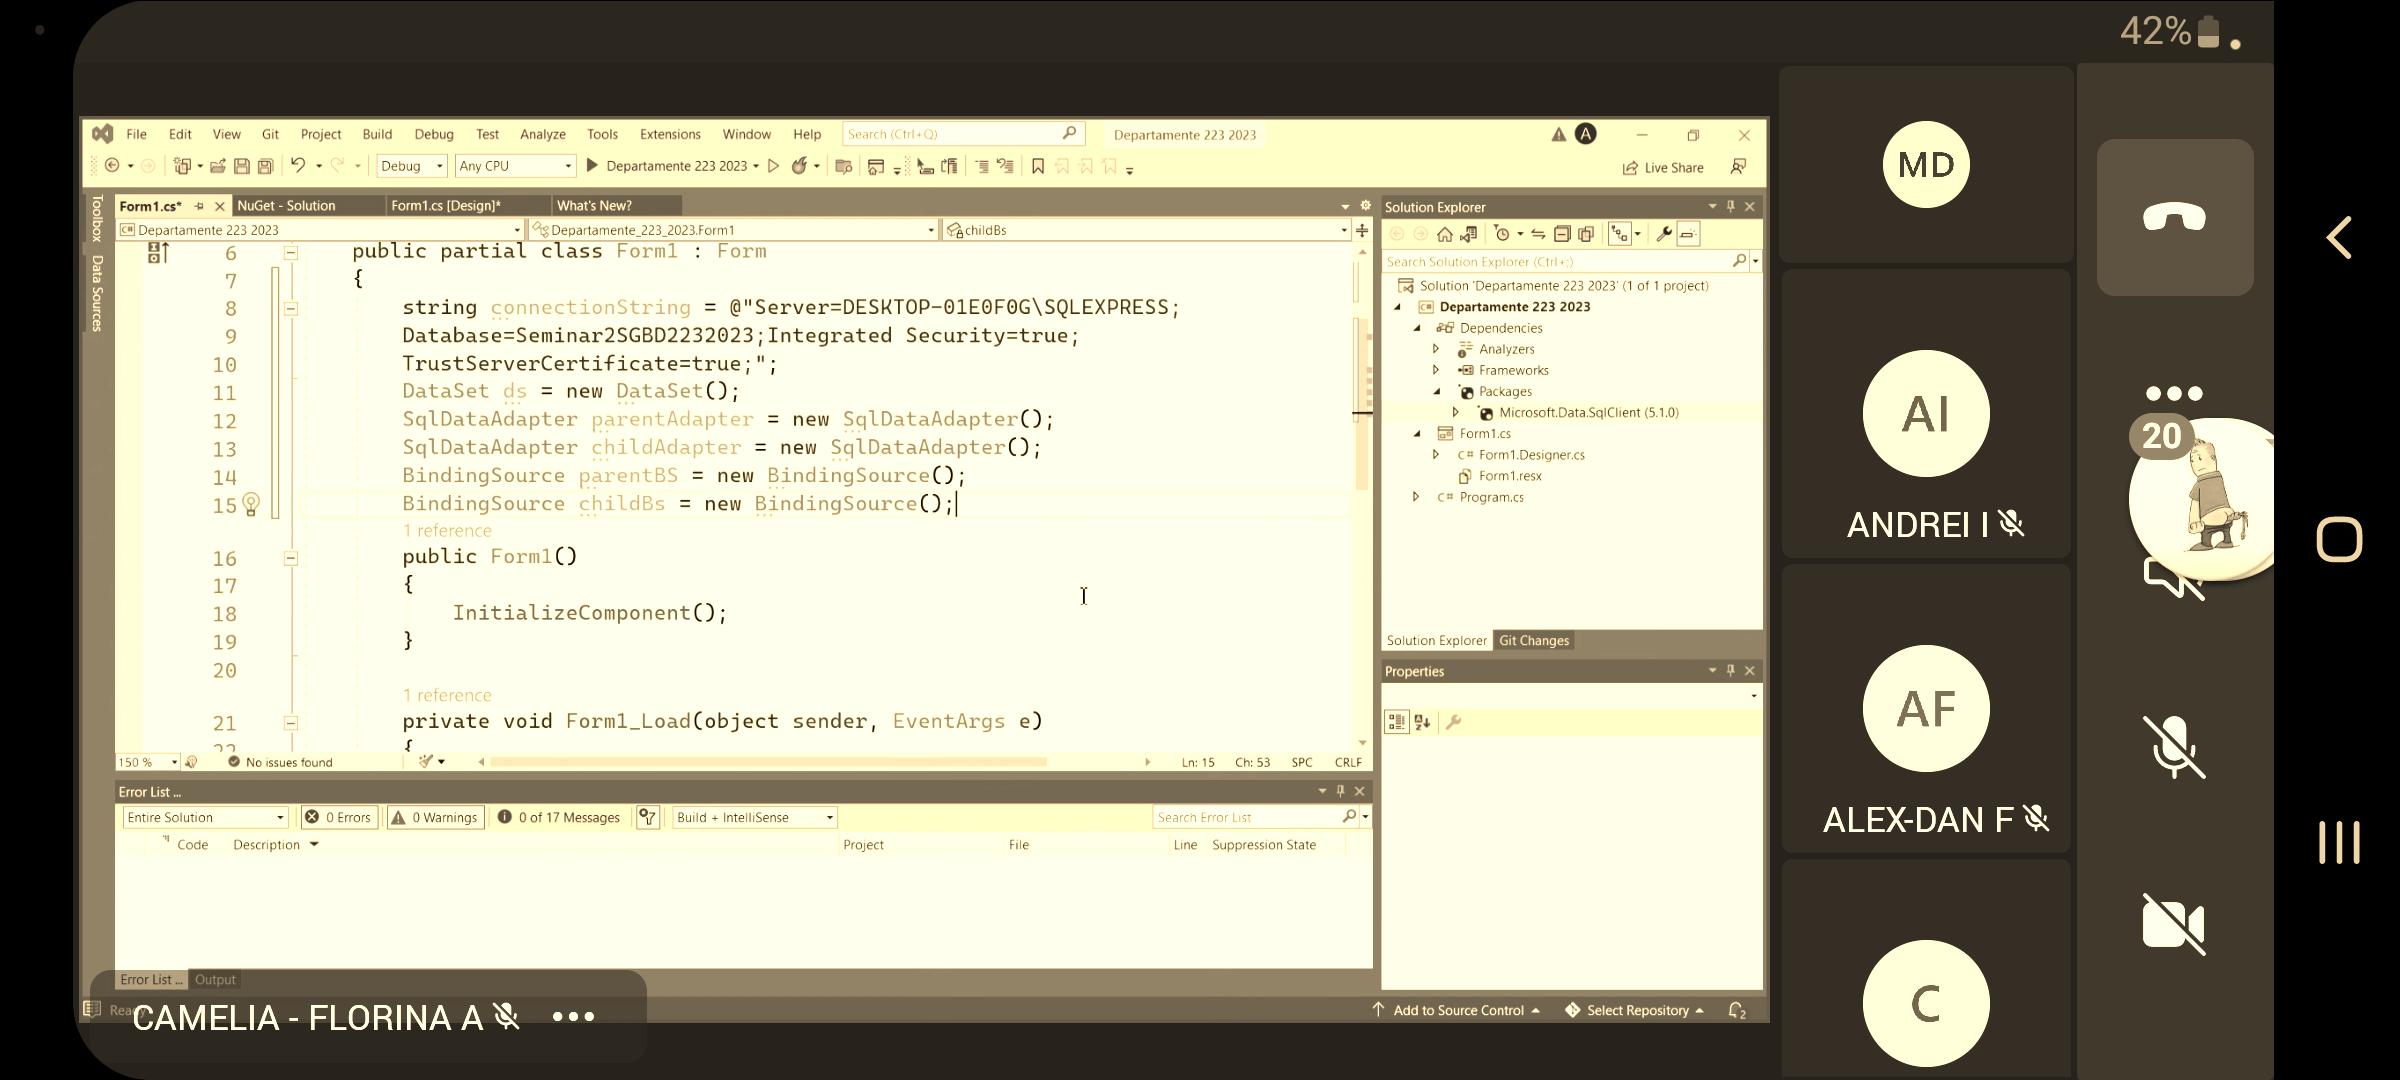 42%
File Edit View Git Project Build Debug Test Analyze Tools Extensions Window Help Search (Ctrl+Q) Departamente 223 2023 A
Debug Any CPU Departamente 223 2023 Live Share
Toolbox
Data Sources
Form1.cs* NuGet - Solution Form1.cs [Design]* What's New?
Departamente 223 2023 Departamente_223_2023.Form1 childBs
6 public partial class Form1 : Form
7 {
8 string connectionString = @"Server=DESKTOP-01E0F0G\SQLEXPRESS;
9 Database=Seminar2SGBD2232023;Integrated Security=true;
10 TrustServerCertificate=true;";
11 DataSet ds = new DataSet();
12 SqlDataAdapter parentAdapter = new SqlDataAdapter();
13 SqlDataAdapter childAdapter = new SqlDataAdapter();
14 BindingSource parentBS = new BindingSource();
15 BindingSource childBs = new BindingSource();
1 reference
16 public Form1()
17 {
18 InitializeComponent();
19 }
20
1 reference
21 private void Form1_Load(object sender, EventArgs e)
22 {
150 % No issues found Ln: 15 Ch: 53 SPC CRLF
Error List ...
Entire Solution 0 Errors 0 Warnings 0 of 17 Messages Build + IntelliSense Search Error List
Code Description Project File Line Suppression State
Error List ... Output
Solution Explorer
Search Solution Explorer (Ctrl+;)
Solution 'Departamente 223 2023' (1 of 1 project)
C# Departamente 223 2023
Dependencies
Analyzers
Frameworks
Packages
Microsoft.Data.SqlClient (5.1.0)
Form1.cs
C# Form1.Designer.cs
Form1.resx
C# Program.cs
Solution Explorer Git Changes
Properties
Add to Source Control Select Repository 2
CAMELIA - FLORINA A
MD
AI
ANDREI I
AF
ALEX-DAN F
C
20